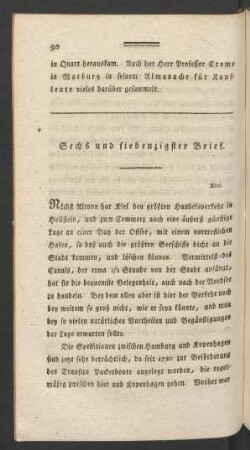 90
in Quart herauskam. Auch hat Herr Professor Crome
in Marburg in seinem Almanache für Kauf-
leute vieles darüber gesammelt.
Sechs und siebenzigster Brief.
Kiel.
Nächst Altona hat Kiel den größten Handelsverkehr in
Holstein, und zum Commerz auch eine äußerst günstige
Lage an einer Bay der Ostsee, mit einem vortreflichen
Hafen, so daß auch die größten Seeschiffe dicht an die
Stadt kommen, und löschen können. Vermittelst des
Canals, der etwa 1/2 Stunde von der Stadt anfängt,
hat sie die bequemste Gelegenheit, auch nach der Nordsee
zu handeln. Bey dem allen aber ist hier der Verkehr noch
bey weitem so groß nicht, wie er seyn könnte, und man
bey so vielen natürlichen Vortheilen und Begünstigungen
der Lage erwarten sollte.
Die Speditionen zwischen Hamburg und Kopenhagen
sind jetzt sehr beträchtlich, da seit 1780 zur Beförderung
des Transito Packerboote angelegt worden, die regel-
mäßig zwischen hier und Kopenhagen gehen. Vorher war